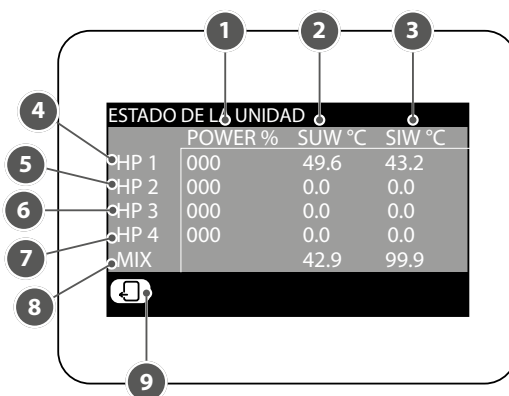 1 2 3
4
ESTADO DE LA UNIDAD
POWER % SUW °C SIW °C
5
HP 1 000 49.6 43.2
6
HP 2 000 0.0 0.0
HP 3 000 0.0 0.0
7
HP 4 000 0.0 0.0
8
MIX 42.9 99.9
9